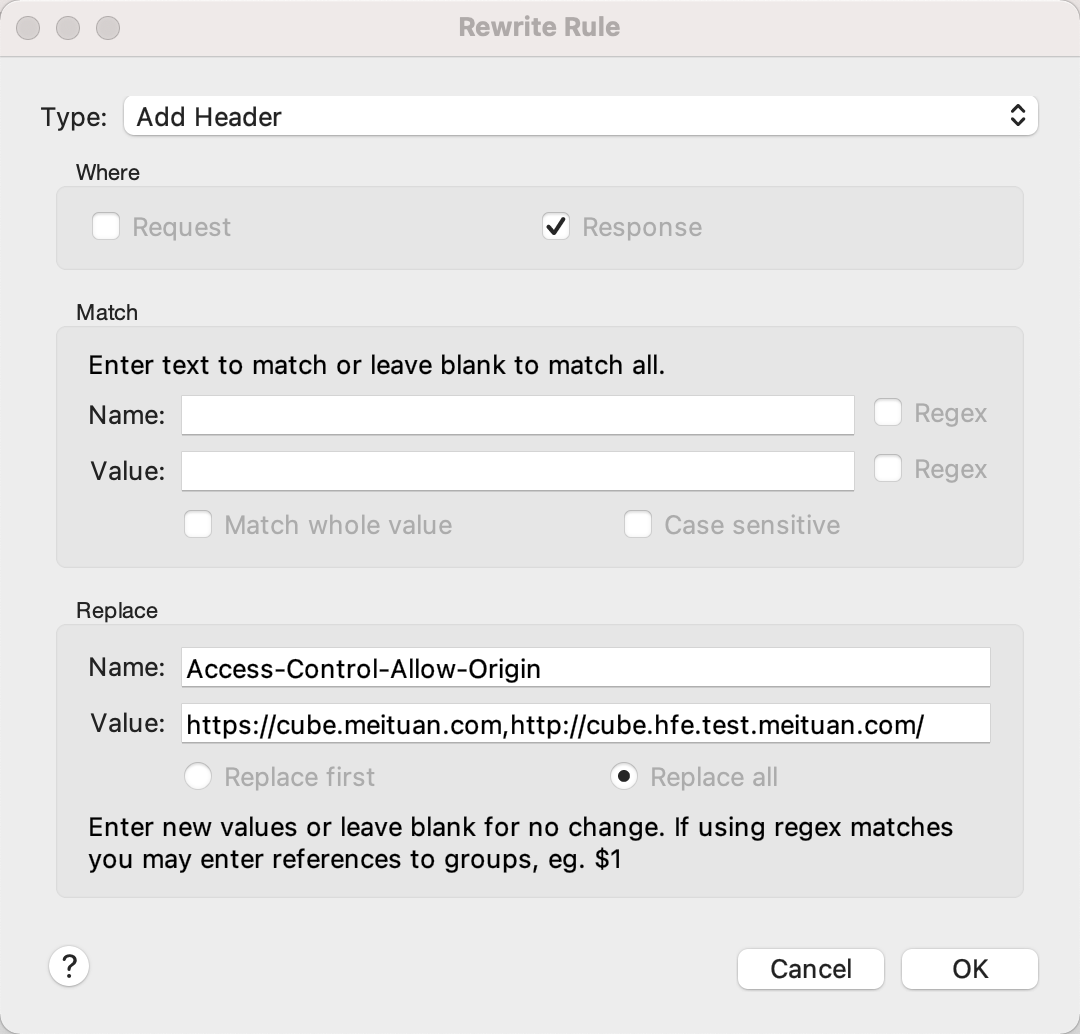 Rewrite Rule
Type: Add Header
Where
Request Response
Match
Enter text to match or leave blank to match all.
Name: Regex
Value: Regex
Match whole value Case sensitive
Replace
Name: Access-Control-Allow-Origin
Value: https://cube.meituan.com,http://cube.hfe.test.meituan.com/
Replace first Replace all
Enter new values or leave blank for no change. If using regex matches
you may enter references to groups, eg. $1
? Cancel OK